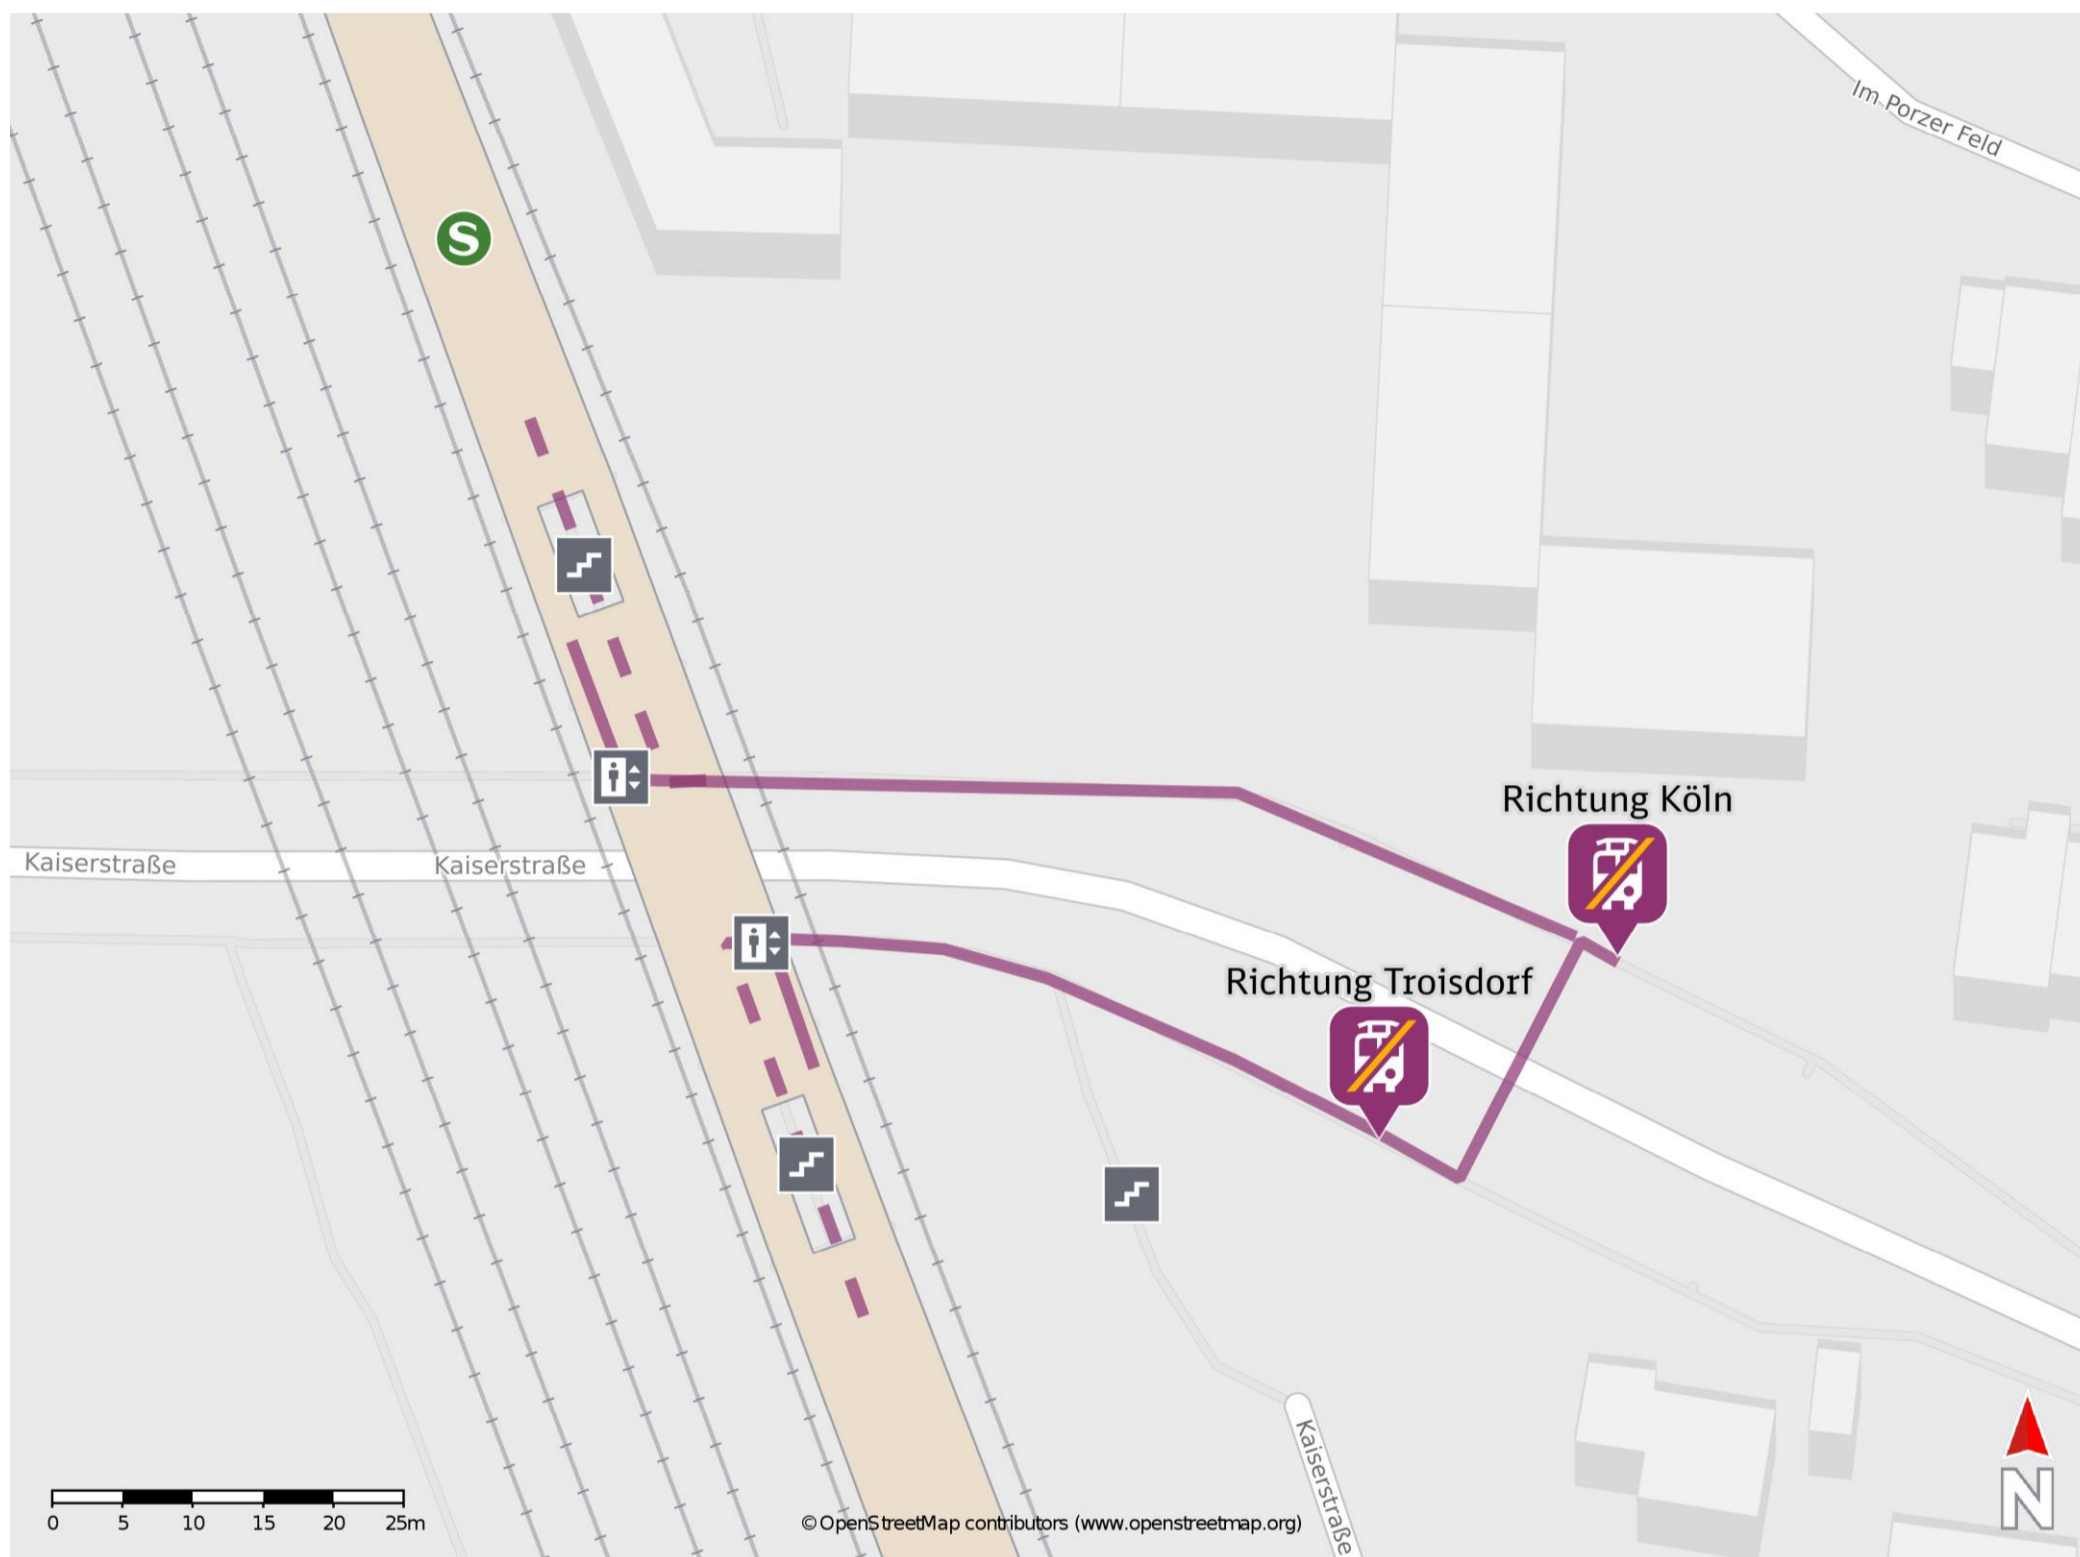 Im Porzer Feld
S
Richtung Köln
Kaiserstraße
Kaiserstraße
Richtung Troisdorf
Kaiserstraße
0 5 10 15 20 25m
© OpenStreetMap contributors (www.openstreetmap.org)
N